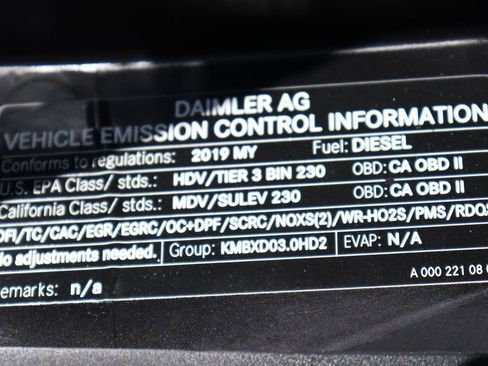 DAIMLER AG
VEHICLE EMISSION CONTROL INFORMATION
Conforms to regulations: 2019 MY Fuel: DIESEL
U.S. EPA Class/ stds.: HDV/TIER 3 BIN 230 OBD: CA OBD II
California Class/ stds.: MDV/SULEV 230 OBD: CA OBD II
DFI/TC/CAC/EGR/EGRC/OC+DPF/SCRC/NOXS(2)/WR-HO2S/PMS/RDQS
No adjustments needed. Group: KMBXD03.0HD2 EVAP: N/A
A 000 221 08
emarks: n/a